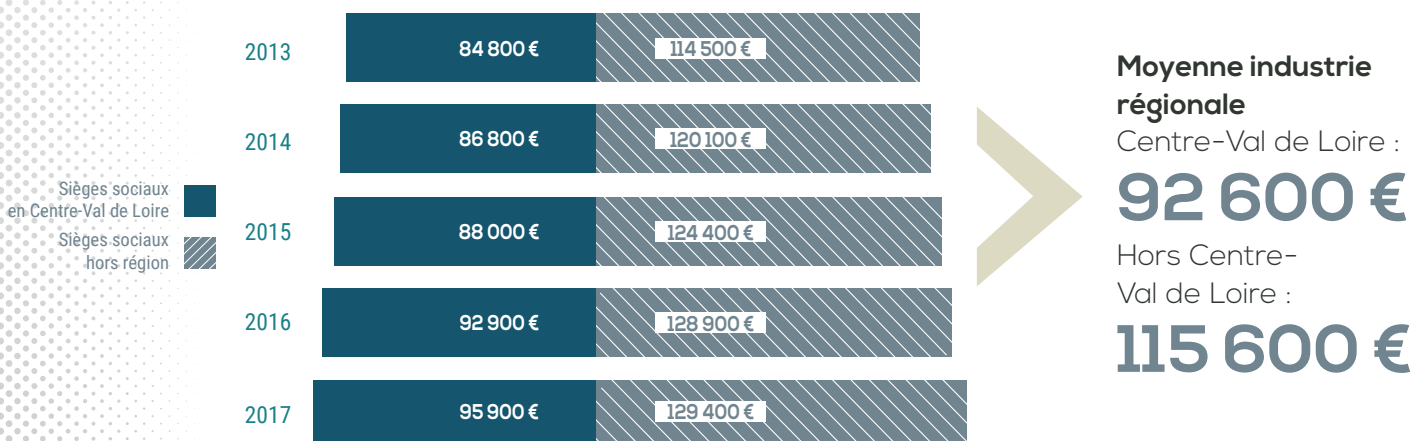 Sièges sociaux
en Centre-Val de Loire
Sièges sociaux
hors région
2013
84 800 €
114 500 €
2014
86 800 €
120 100 €
2015
88 000 €
124 400 €
2016
92 900 €
128 900 €
2017
95 900 €
129 400 €
Moyenne industrie
régionale
Centre-Val de Loire :
92 600 €
Hors Centre-
Val de Loire :
115 600 €